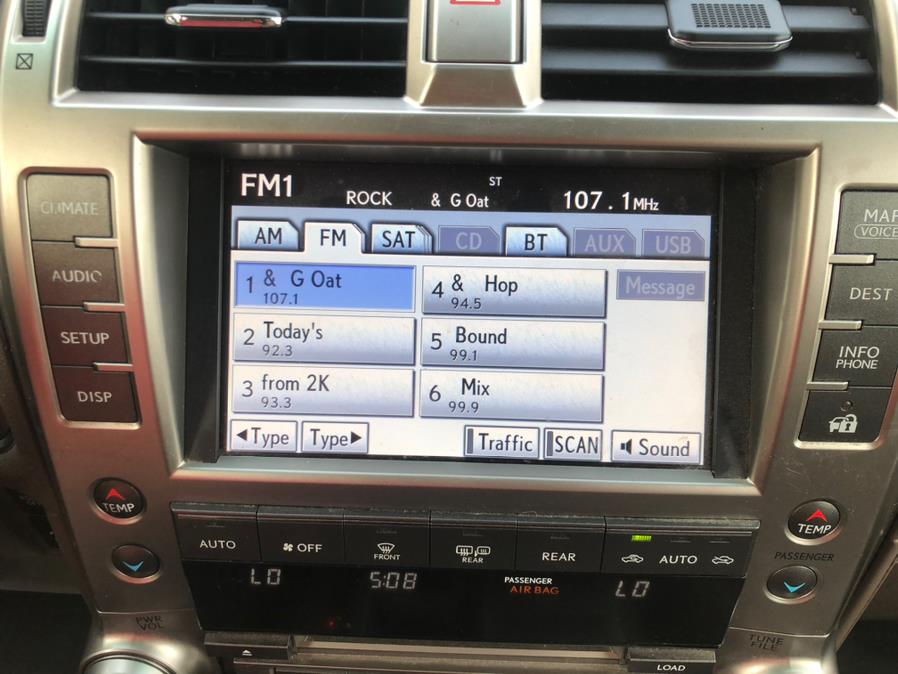 FM1 ROCK & G Oat ST 107.1MHz
AM FM SAT CD BT AUX USB
1 & G Oat 107.1
4 & Hop 94.5
Message
2 Today's 92.3
5 Bound 99.1
3 from 2K 93.3
6 Mix 99.9
◀Type Type▶ Traffic SCAN Sound
CLIMATE
AUDIO
SETUP
DISP
MAP VOICE
DEST
INFO PHONE
TEMP
TEMP
PASSENGER
AUTO OFF FRONT REAR REAR AUTO
LO 5:08 PASSENGER AIR BAG LO
PWR VOL
TUNE FILE
LOAD